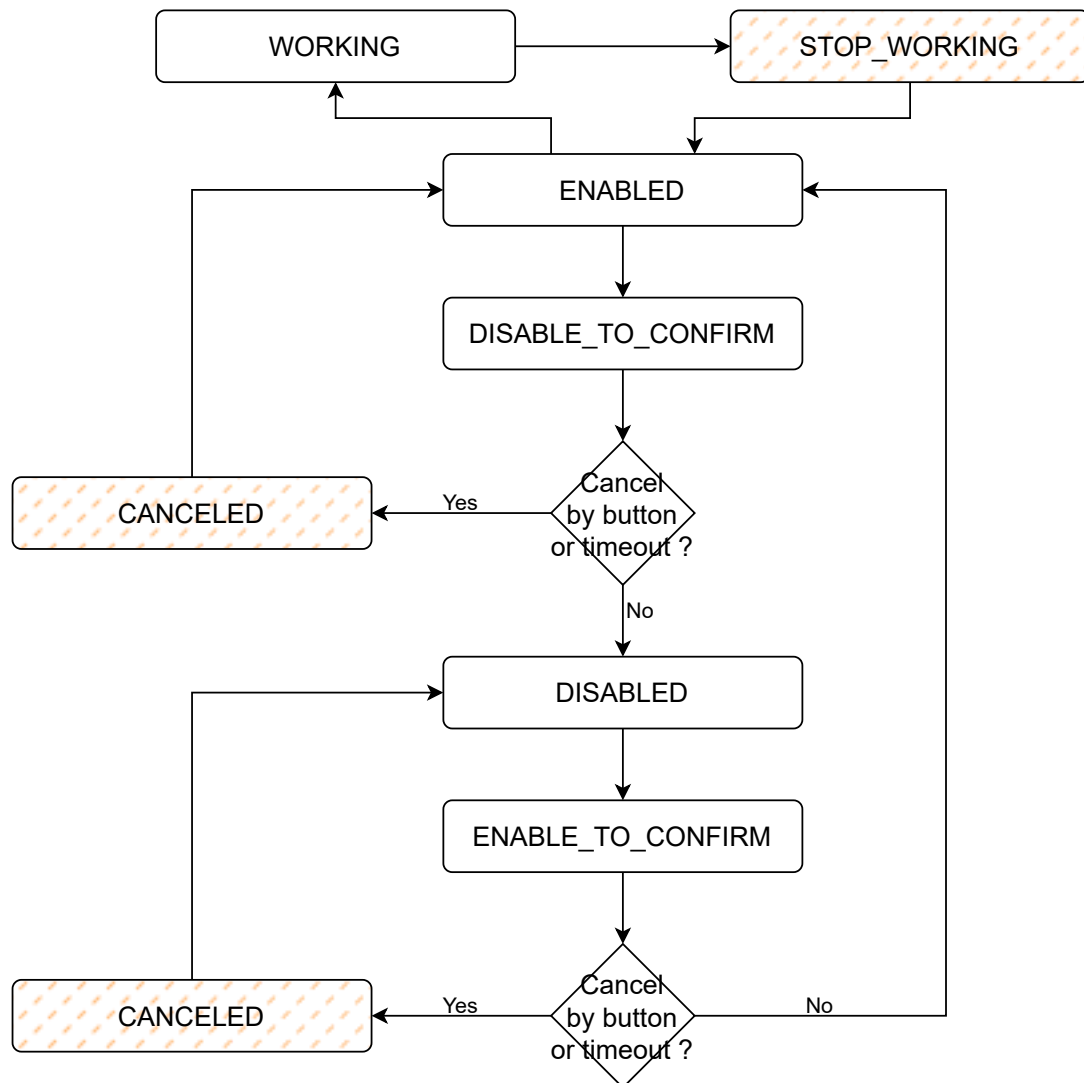 WORKING
STOP_WORKING
ENABLED
DISABLE_TO_CONFIRM
Cancel
by button
or timeout ?
Yes
CANCELED
No
DISABLED
ENABLE_TO_CONFIRM
Cancel
by button
or timeout ?
Yes
No
CANCELED